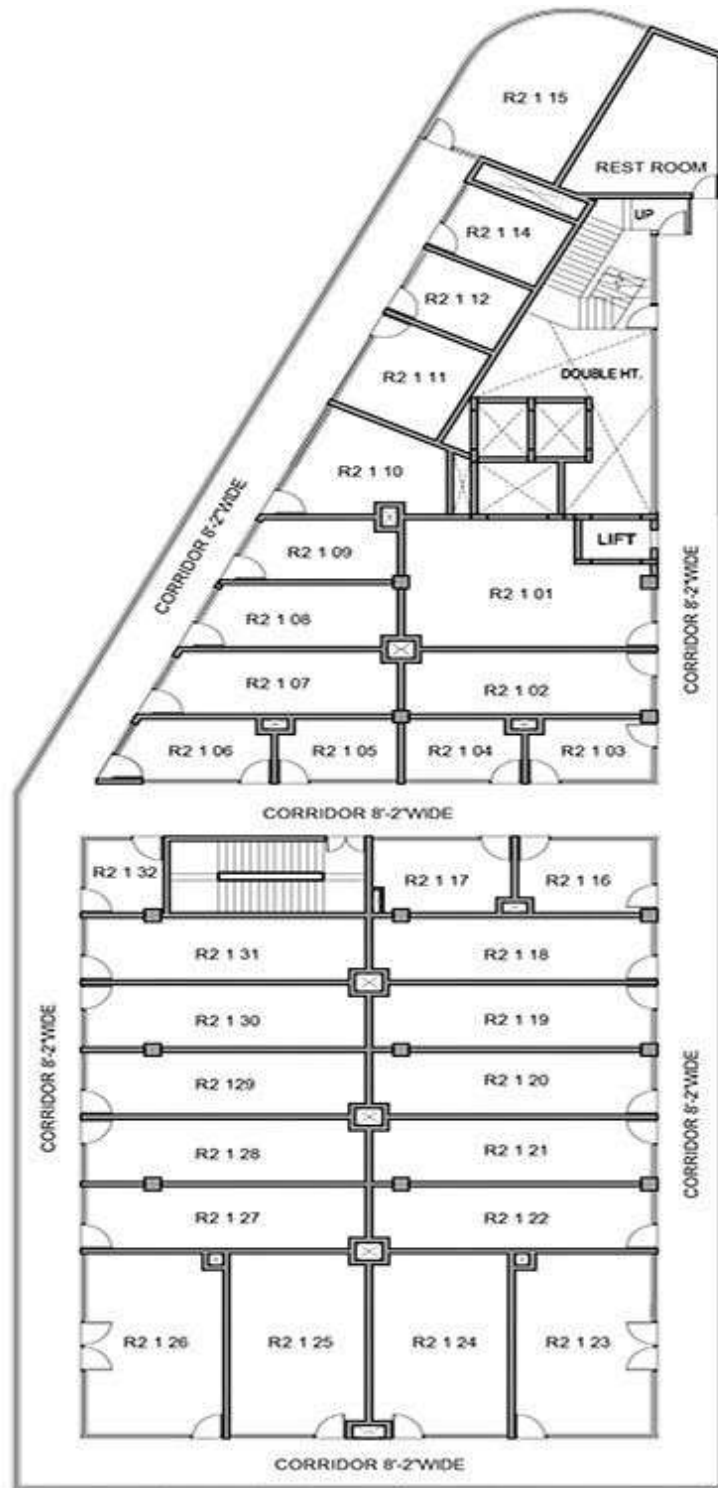 R2 1 15
REST ROOM
UP
R2 1 14
R2 1 12
DOUBLE HT.
R2 1 11
R2 1 10
CORRIDOR 8'-2"WIDE
R2 1 09
LIFT
R2 1 01
R2 1 08
CORRIDOR 8'-2"WIDE
R2 1 07
R2 1 02
R2 1 06
R2 1 05
R2 1 04
R2 1 03
CORRIDOR 8'-2"WIDE
R2 1 32
R2 1 17
R2 1 16
R2 1 31
R2 1 18
R2 1 30
R2 1 19
CORRIDOR 8'-2"WIDE
R2 129
R2 1 20
CORRIDOR 8'-2"WIDE
R2 1 28
R2 1 21
R2 1 27
R2 1 22
R2 1 26
R2 1 25
R2 1 24
R2 1 23
CORRIDOR 8'-2"WIDE